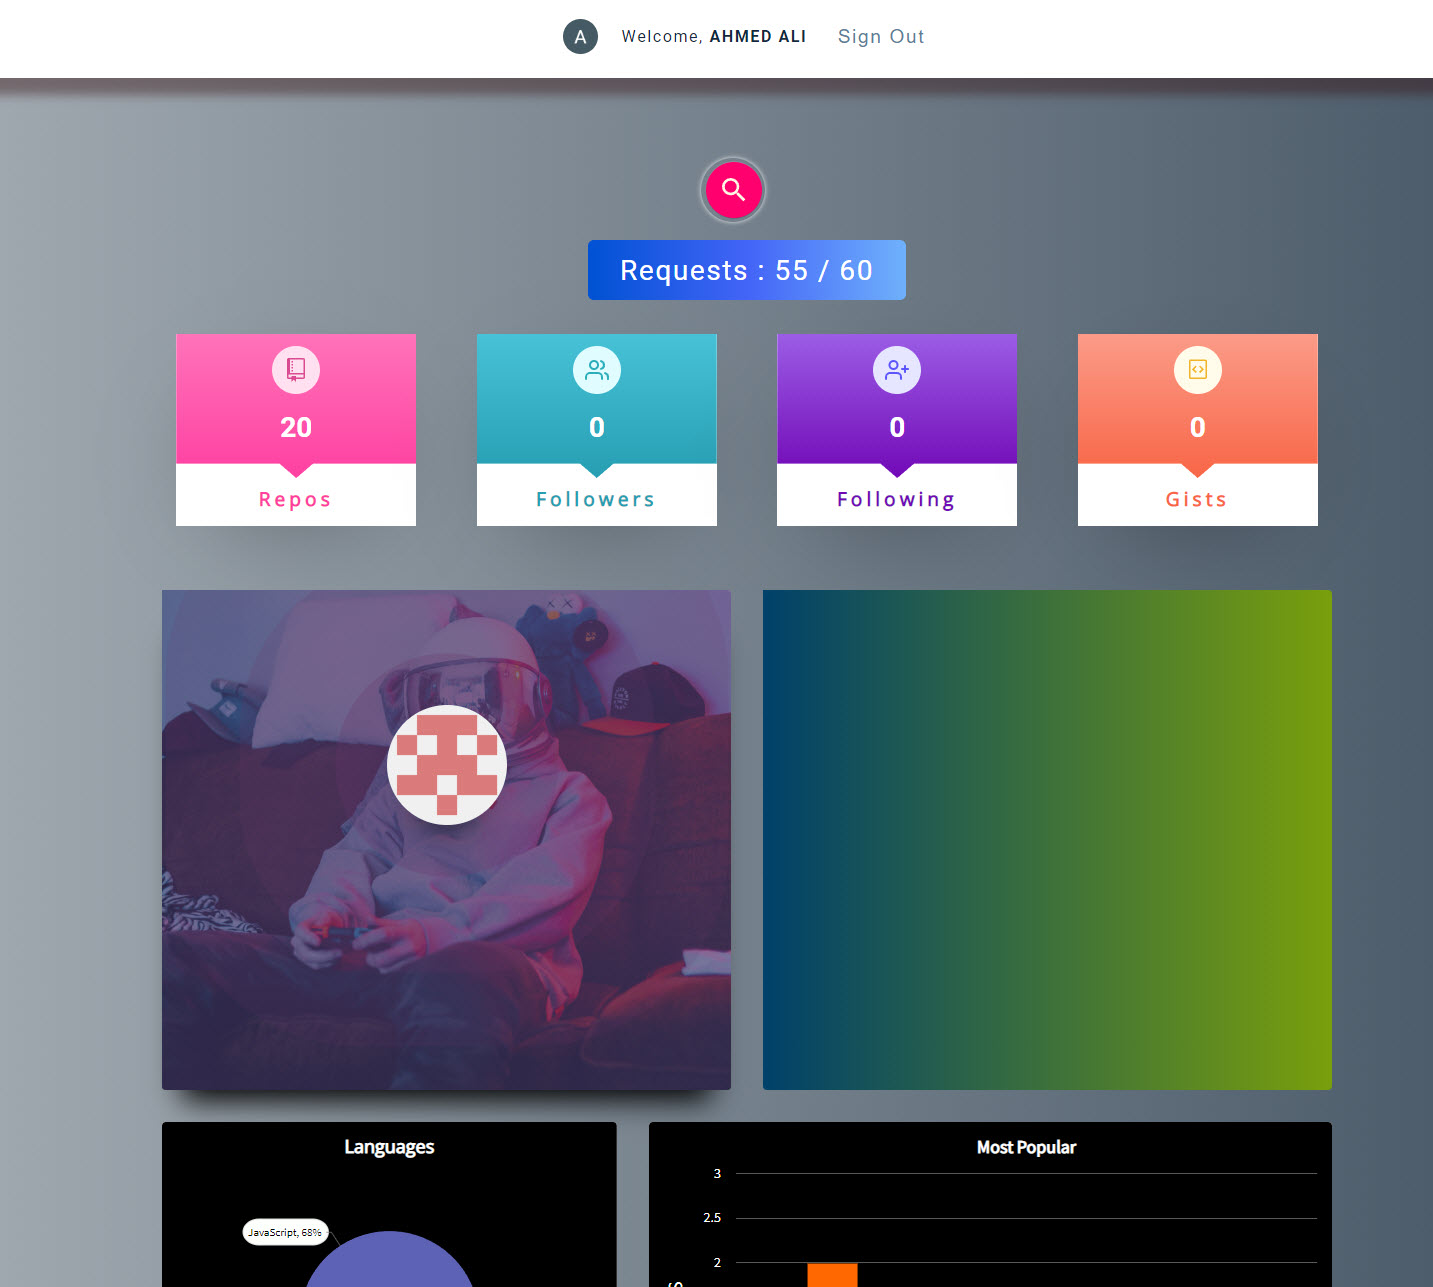 A
Welcome, AHMED ALI
Sign Out
Requests : 55 / 60
20
Repos
0
Followers
0
Following
0
Gists
Languages
JavaScript, 68%
Most Popular
3
2.5
2